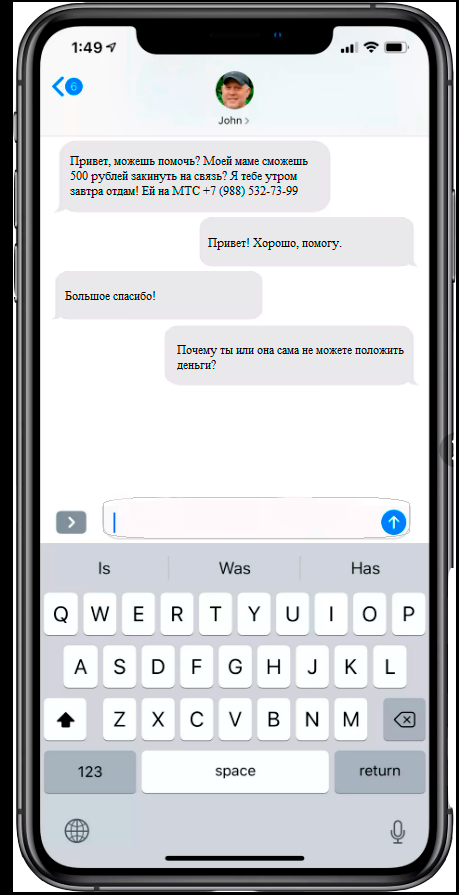 1:49
6
John
Привет, можешь помочь? Моей маме сможешь
500 рублей закинуть на связь? Я тебе утром
завтра отдам! Ей на МТС +7 (988) 532-73-99
Привет! Хорошо, помогу.
Большое спасибо!
Почему ты или она сама не можете положить
деньги?
Is Was Has
Q W E R T Y U I O P
A S D F G H J K L
Z X C V B N M
123 space return